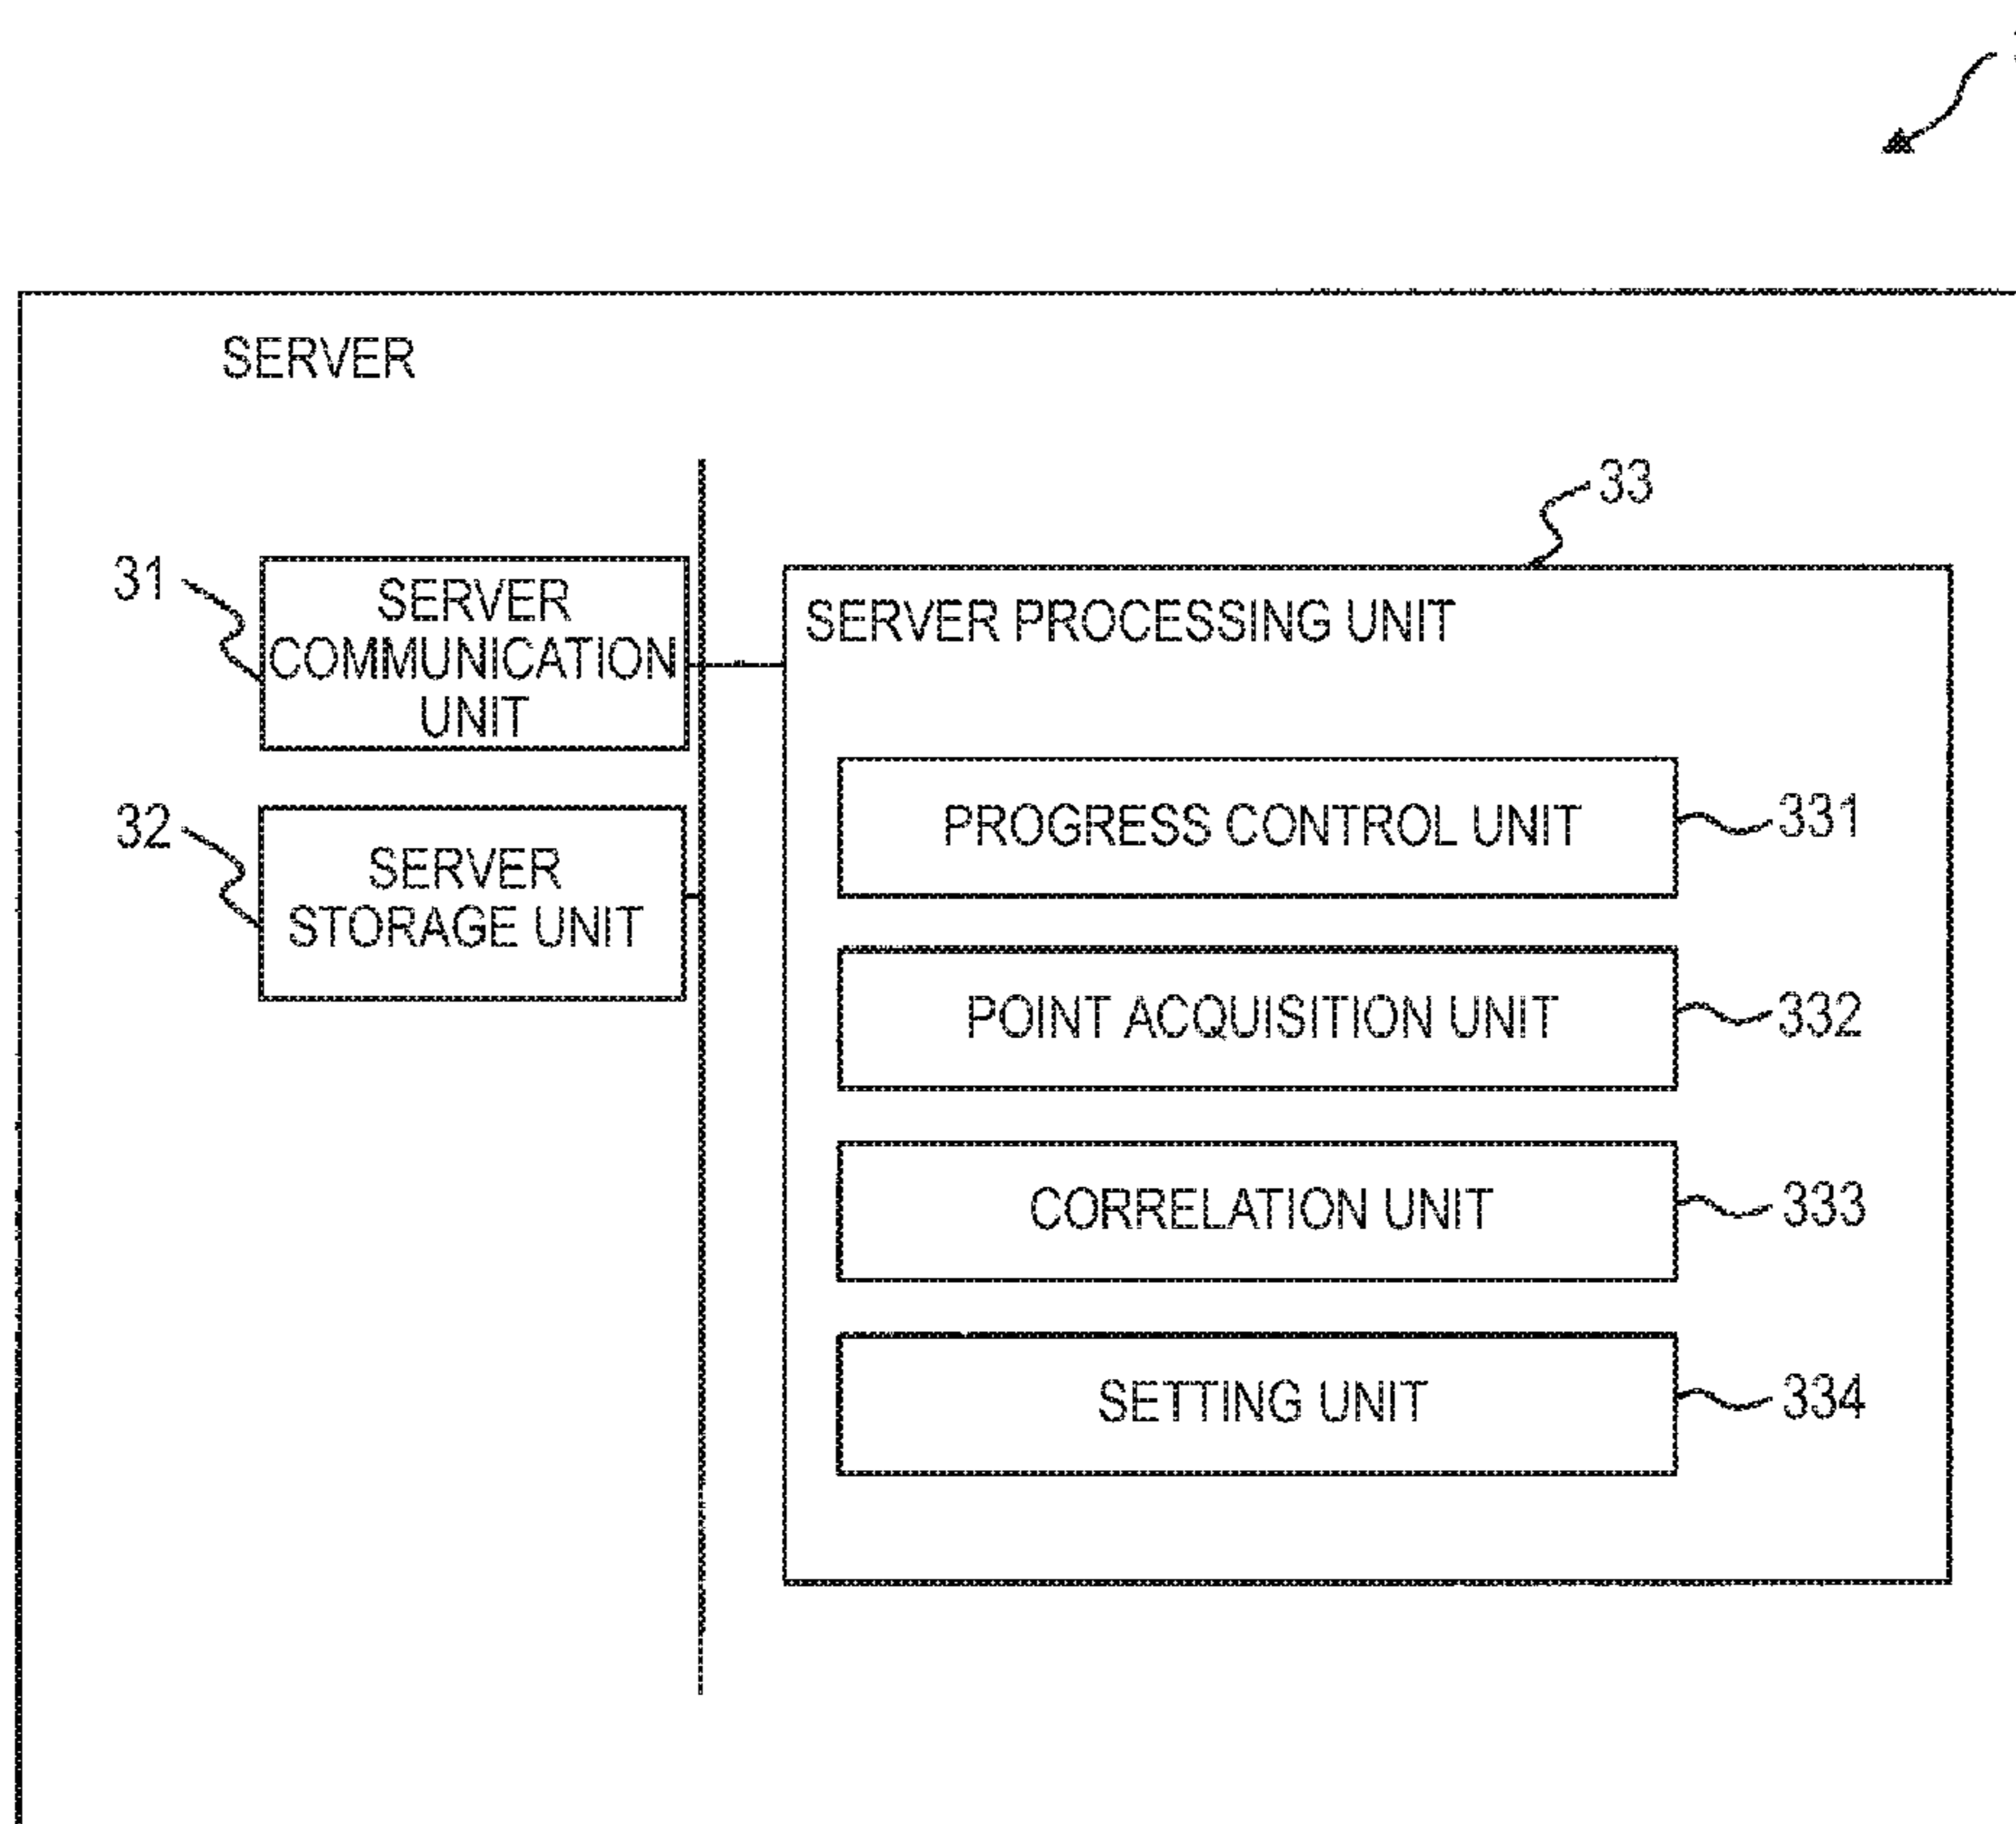 SERVER
33
31
SERVER
COMMUNICATION
UNIT
SERVER PROCESSING UNIT
32
SERVER
STORAGE UNIT
PROGRESS CONTROL UNIT
331
POINT ACQUISITION UNIT
332
CORRELATION UNIT
333
SETTING UNIT
334